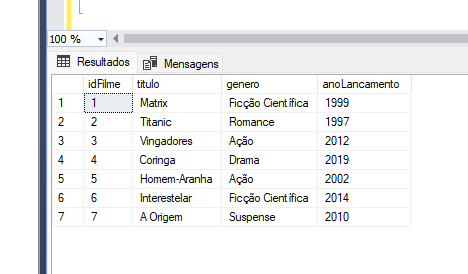 100 %
Resultados Mensagens
idFilme titulo genero anoLancamento
1 1 Matrix Ficção Científica 1999
2 2 Titanic Romance 1997
3 3 Vingadores Ação 2012
4 4 Coringa Drama 2019
5 5 Homem-Aranha Ação 2002
6 6 Interestelar Ficção Científica 2014
7 7 A Origem Suspense 2010